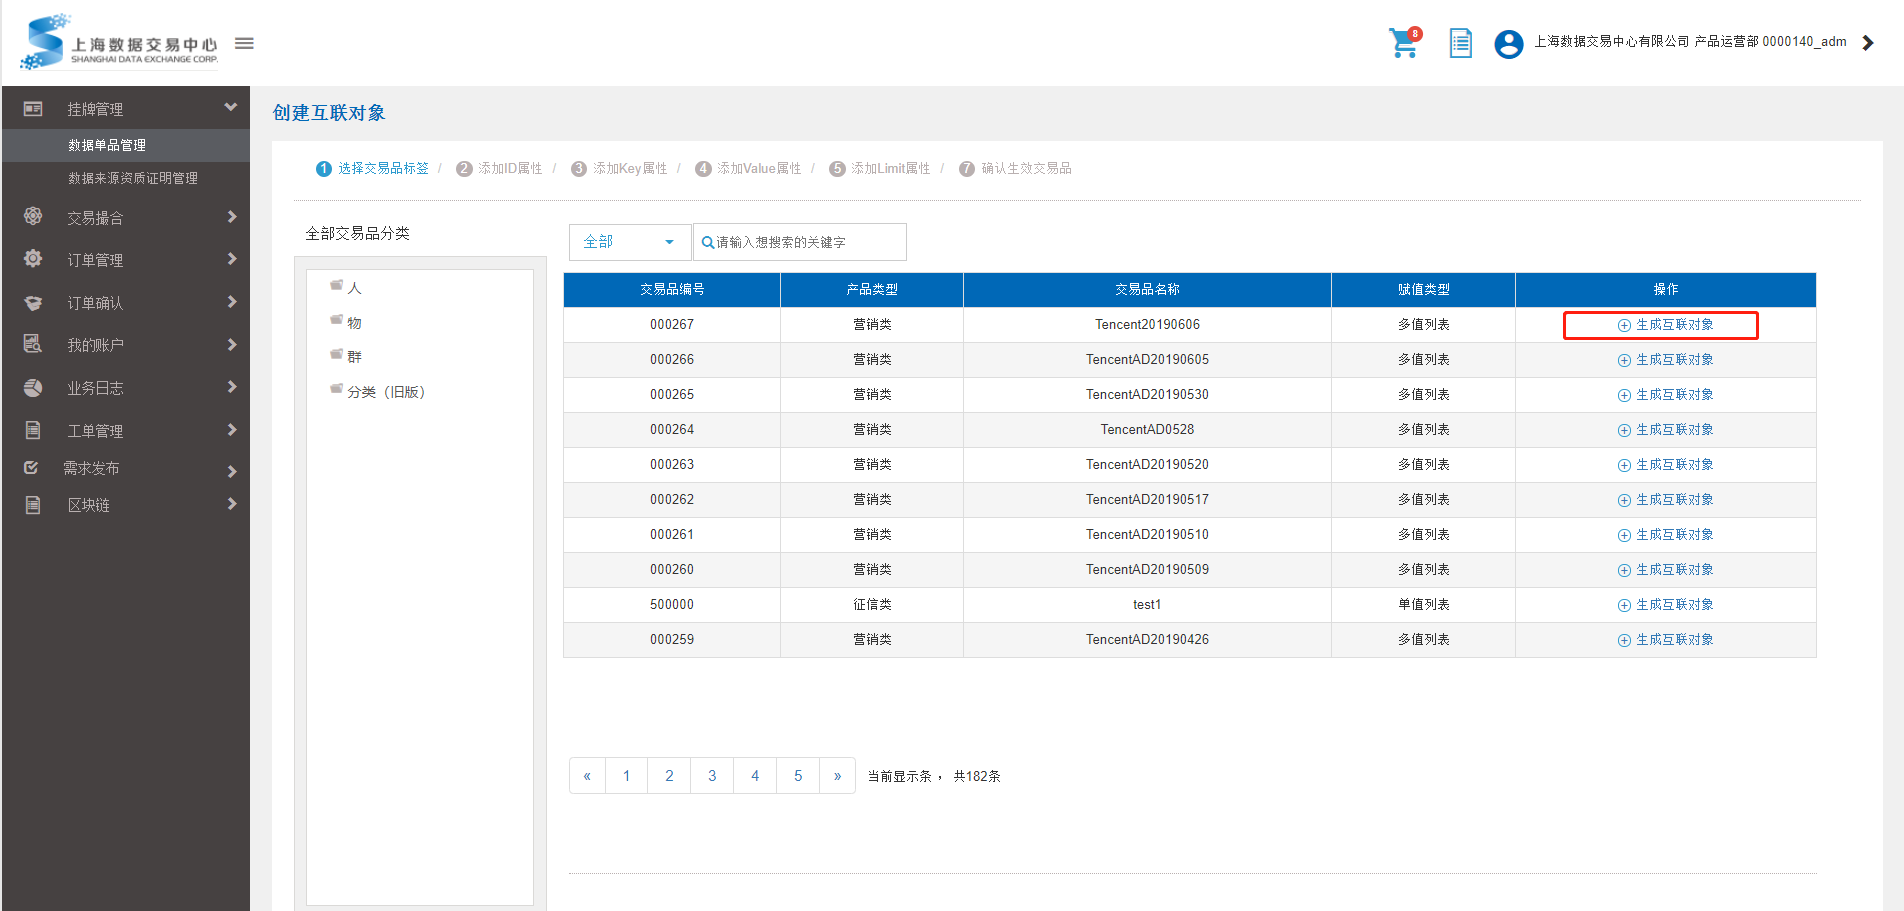 上海数据交易中心
SHANGHAI DATA EXCHANGE CORP.
8
上海数据交易中心有限公司 产品运营部 0000140_adm
挂牌管理
数据单品管理
数据来源资质证明管理
交易撮合
订单管理
订单确认
我的账户
业务日志
工单管理
需求发布
区块链
创建互联对象
1 选择交易品标签 / 2 添加ID属性 / 3 添加Key属性 / 4 添加Value属性 / 5 添加Limit属性 / 7 确认生效交易品
全部交易品分类
人
物
群
分类（旧版）
全部 请输入想搜索的关键字
交易品编号 产品类型 交易品名称 赋值类型 操作
000267 营销类 Tencent20190606 多值列表 生成互联对象
000266 营销类 TencentAD20190605 多值列表 生成互联对象
000265 营销类 TencentAD20190530 多值列表 生成互联对象
000264 营销类 TencentAD0528 多值列表 生成互联对象
000263 营销类 TencentAD20190520 多值列表 生成互联对象
000262 营销类 TencentAD20190517 多值列表 生成互联对象
000261 营销类 TencentAD20190510 多值列表 生成互联对象
000260 营销类 TencentAD20190509 多值列表 生成互联对象
500000 征信类 test1 单值列表 生成互联对象
000259 营销类 TencentAD20190426 多值列表 生成互联对象
« 1 2 3 4 5 » 当前显示条， 共182条